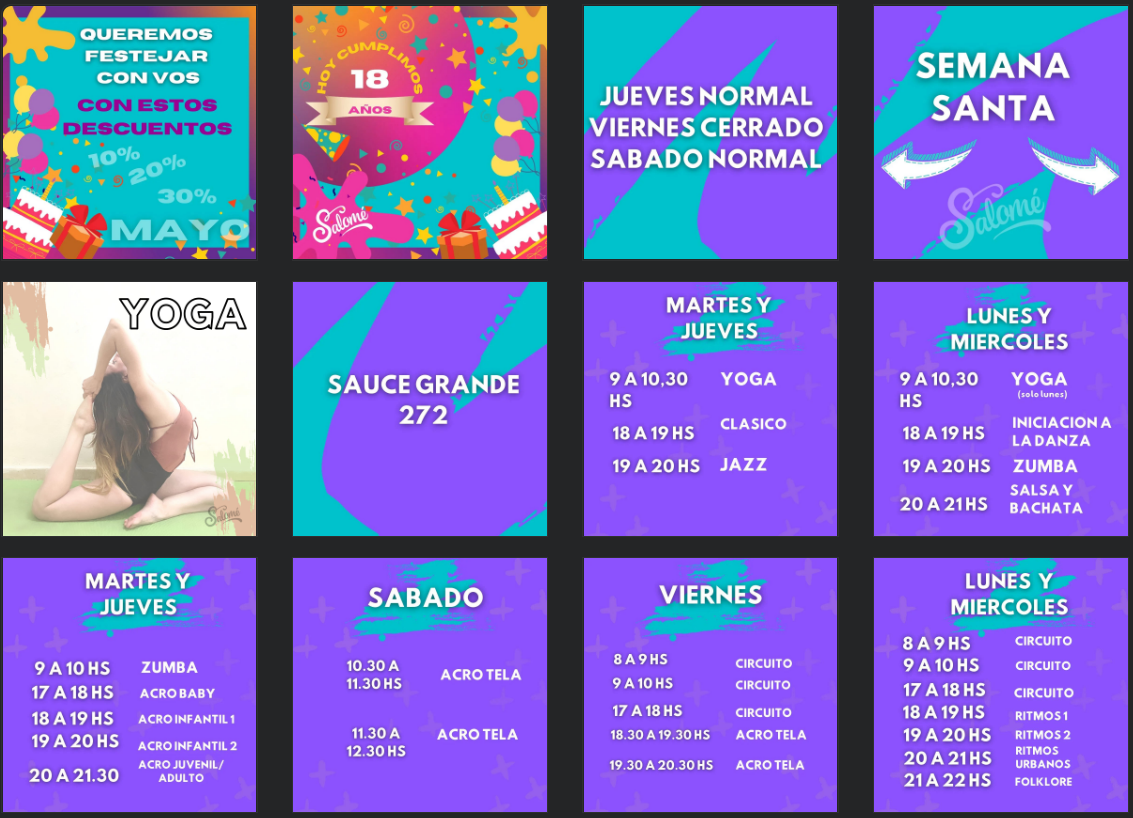 QUEREMOS
FESTEJAR
CON VOS
CON ESTOS
DESCUENTOS
10%
20%
30%
MAYO
HOY CUMPLIMOS
18
AÑOS
Salomé
JUEVES NORMAL
VIERNES CERRADO
SABADO NORMAL
SEMANA
SANTA
Salomé
YOGA
Salomé
SAUCE GRANDE
272
MARTES Y
JUEVES
9 A 10,30 YOGA
HS
18 A 19 HS CLASICO
19 A 20 HS JAZZ
LUNES Y
MIERCOLES
9 A 10,30 YOGA
HS (solo lunes)
18 A 19 HS INICIACION A
LA DANZA
19 A 20 HS ZUMBA
20 A 21 HS SALSA Y
BACHATA
MARTES Y
JUEVES
9 A 10 HS ZUMBA
17 A 18 HS ACRO BABY
18 A 19 HS ACRO INFANTIL 1
19 A 20 HS ACRO INFANTIL 2
20 A 21.30 ACRO JUVENIL/
ADULTO
SABADO
10.30 A
11.30 HS ACRO TELA
11.30 A ACRO TELA
12.30 HS
VIERNES
8 A 9 HS CIRCUITO
9 A 10 HS CIRCUITO
17 A 18 HS CIRCUITO
18.30 A 19.30 HS ACRO TELA
19.30 A 20.30 HS ACRO TELA
LUNES Y
MIERCOLES
8 A 9 HS CIRCUITO
9 A 10 HS CIRCUITO
17 A 18 HS CIRCUITO
18 A 19 HS RITMOS 1
19 A 20 HS RITMOS 2
20 A 21 HS RITMOS
URBANOS
21 A 22 HS FOLKLORE